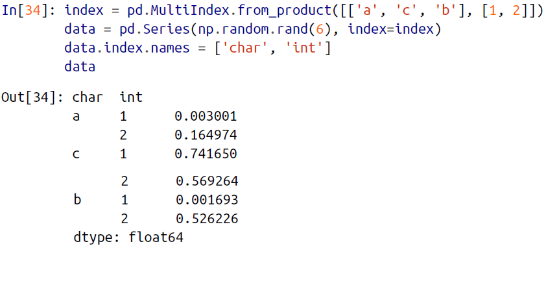 In[34]: index = pd.MultiIndex.from_product([['a', 'c', 'b'], [1, 2]])
        data = pd.Series(np.random.rand(6), index=index)
        data.index.names = ['char', 'int']
        data
Out[34]: char  int
         a     1      0.003001
               2      0.164974
         c     1      0.741650
               2      0.569264
         b     1      0.001693
               2      0.526226
         dtype: float64